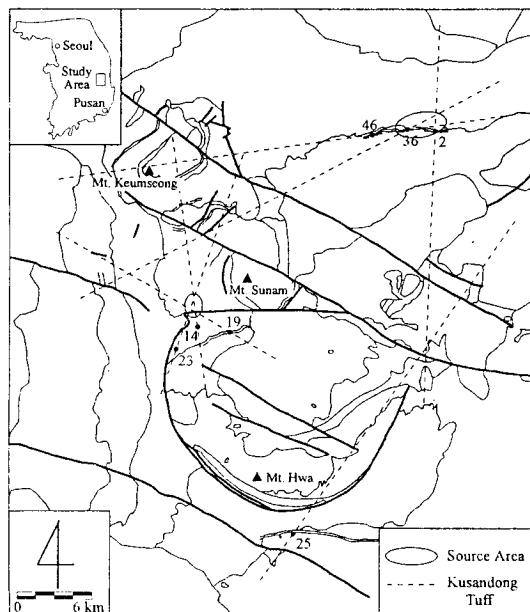 Seoul
Study
Area
Pusan
46
36
2
Mt. Keumseong
Mt. Sunam
19
14
23
Mt. Hwa
25
4
0
6 km
Source Area
Kusandong
Tuff